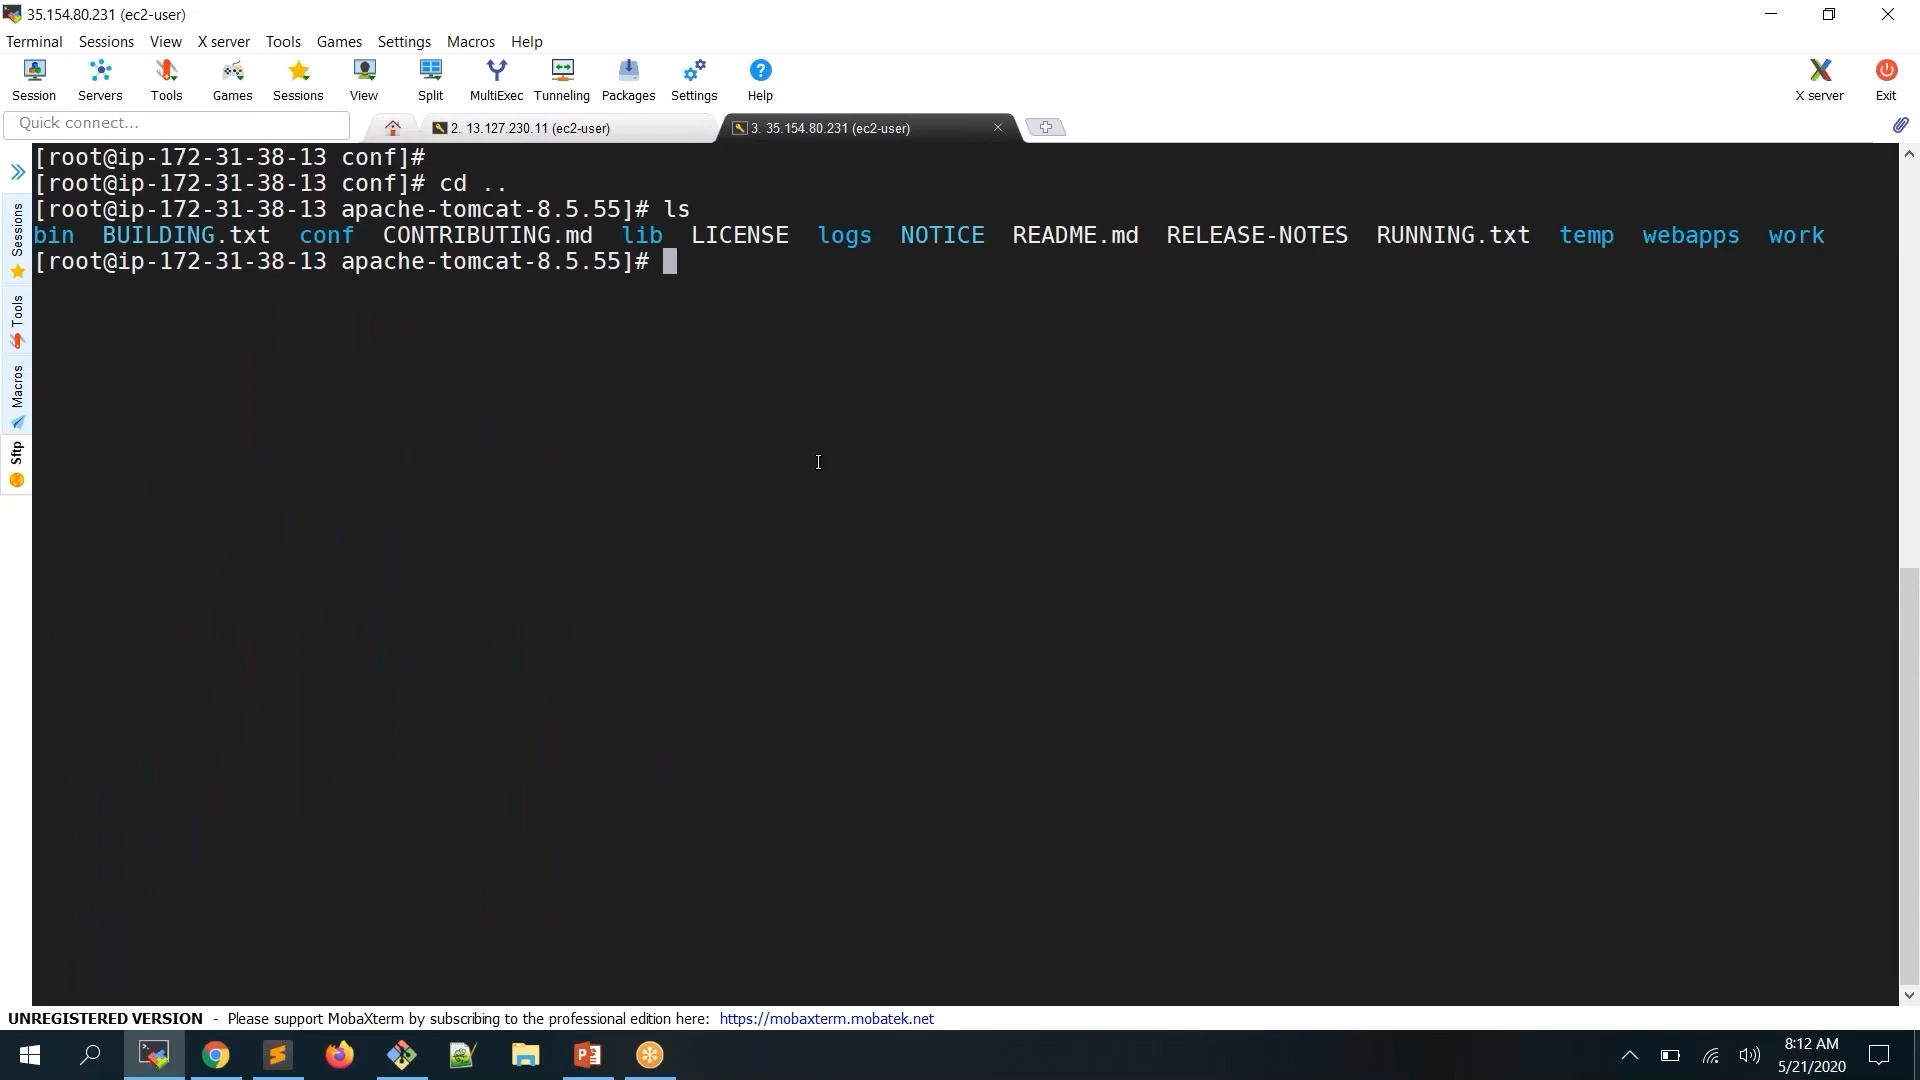 35.154.80.231 (ec2-user)
Terminal Sessions View X server Tools Games Settings Macros Help
Session Servers Tools Games Sessions View Split MultiExec Tunneling Packages Settings Help X server Exit
Quick connect... 2. 13.127.230.11 (ec2-user) 3. 35.154.80.231 (ec2-user)
[root@ip-172-31-38-13 conf]#
[root@ip-172-31-38-13 conf]# cd ..
[root@ip-172-31-38-13 apache-tomcat-8.5.55]# ls
bin BUILDING.txt conf CONTRIBUTING.md lib LICENSE logs NOTICE README.md RELEASE-NOTES RUNNING.txt temp webapps work
[root@ip-172-31-38-13 apache-tomcat-8.5.55]#
Sessions
Tools
Macros
Sftp
UNREGISTERED VERSION - Please support MobaXterm by subscribing to the professional edition here: https://mobaxterm.mobatek.net
8:12 AM
5/21/2020